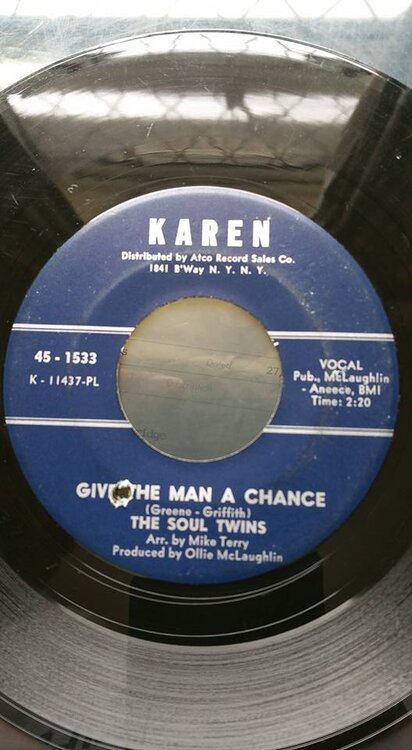 KAREN
Distributed by Atco Record Sales Co.
1841 B'Way N. Y. N. Y.
45 - 1533
K - 11437-PL
VOCAL
Pub., McLaughlin
- Aneece, BMI
Time: 2:20
GIVE THE MAN A CHANCE
(Greene - Griffith)
THE SOUL TWINS
Arr. by Mike Terry
Produced by Ollie McLaughlin